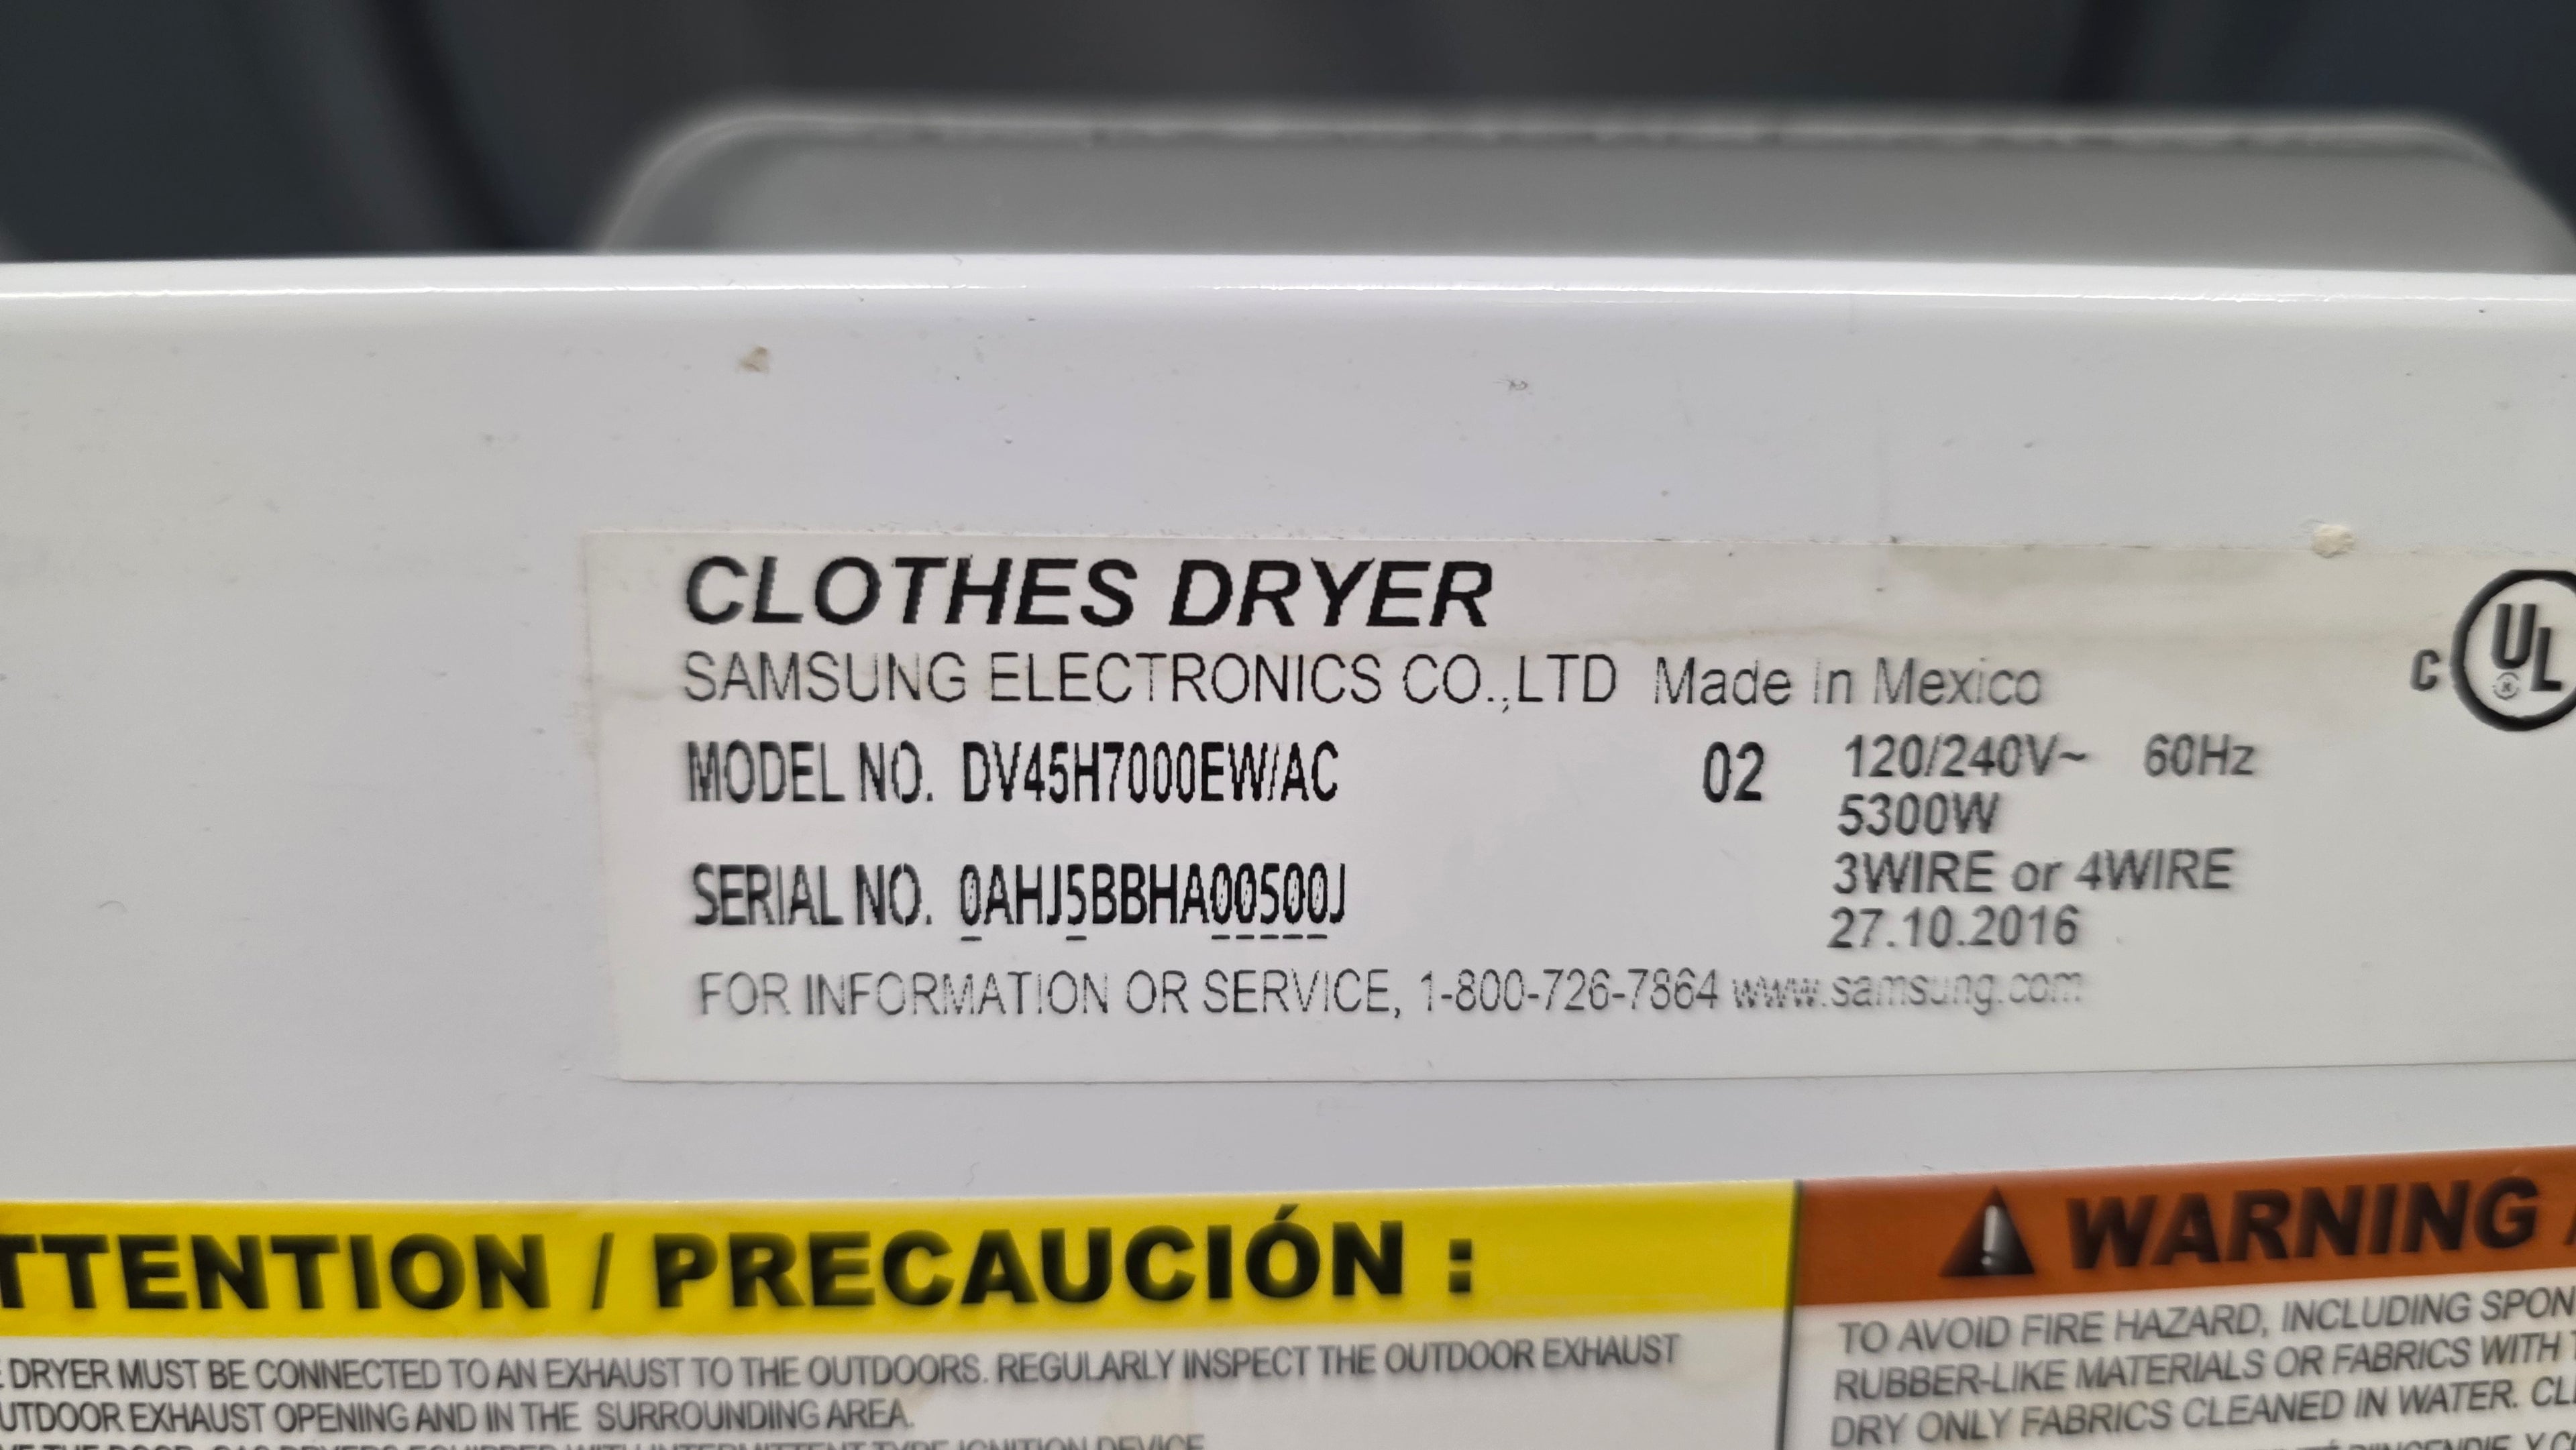 CLOTHES DRYER
SAMSUNG ELECTRONICS CO.,LTD Made in Mexico
C UL
MODEL NO. DV45H7000EW/AC 02 120/240V~ 60Hz
5300W
SERIAL NO. 0AHJ5BBHA00500J 3WIRE or 4WIRE
27.10.2016
FOR INFORMATION OR SERVICE, 1-800-726-7864 www.samsung.com
TTENTION / PRECAUCIÓN :
DRYER MUST BE CONNECTED TO AN EXHAUST TO THE OUTDOORS. REGULARLY INSPECT THE OUTDOOR EXHAUST
UTDOOR EXHAUST OPENING AND IN THE SURROUNDING AREA.
WARNING
TO AVOID FIRE HAZARD, INCLUDING SPON
RUBBER-LIKE MATERIALS OR FABRICS WITH
DRY ONLY FABRICS CLEANED IN WATER. CL